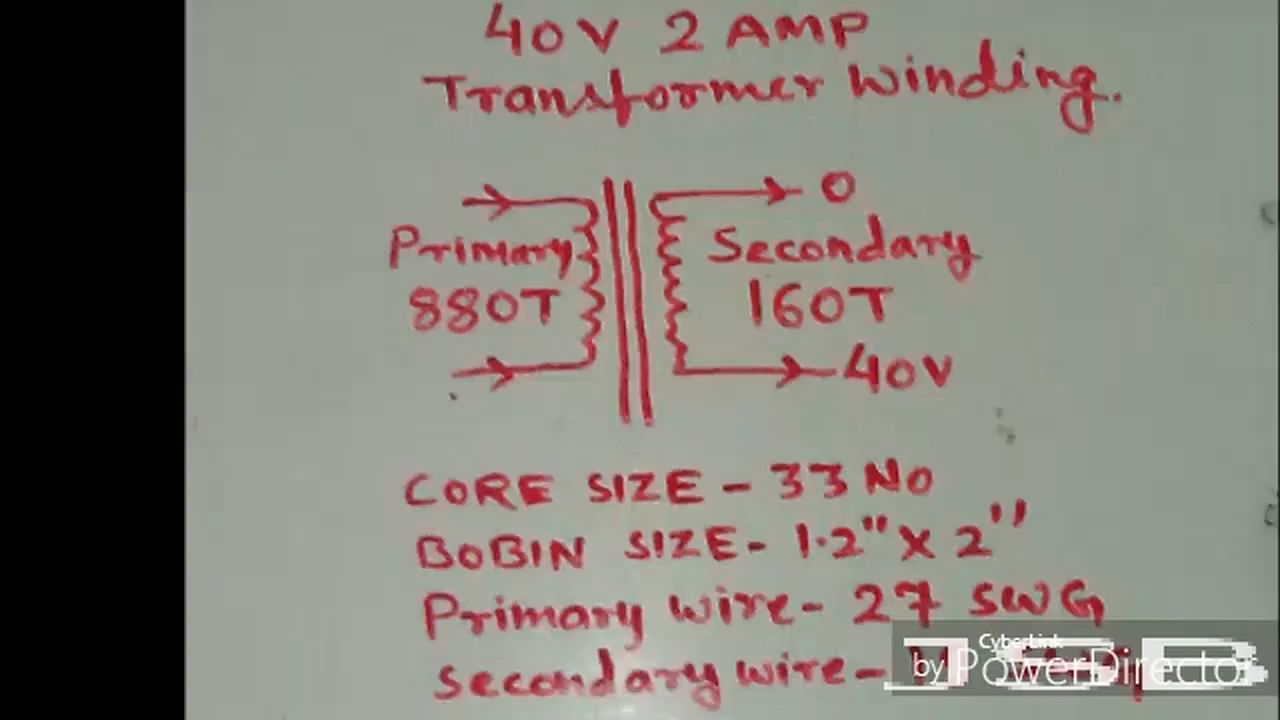 40V 2 AMP
Transformer Winding.
0
Primary
Secondary
880T
160T
40V
CORE SIZE - 33 NO
BOBIN SIZE- 1.2" X 2"
Primary wire- 27 SWG
CyberLink
by PowerDirector
secondary wire-